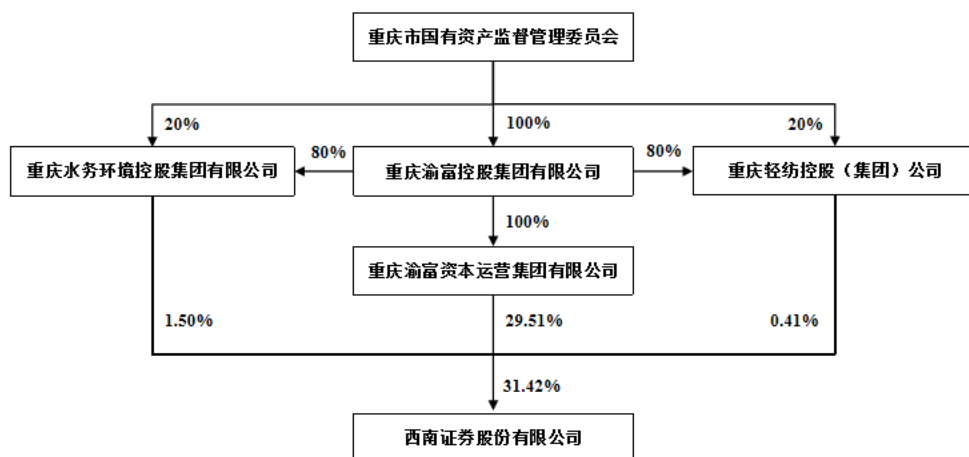 重庆市国有资产监督管理委员会
20%
100%
20%
重庆水务环境控股集团有限公司
80%
重庆渝富控股集团有限公司
80%
重庆轻纺控股（集团）公司
100%
重庆渝富资本运营集团有限公司
1.50%
29.51%
0.41%
31.42%
西南证券股份有限公司